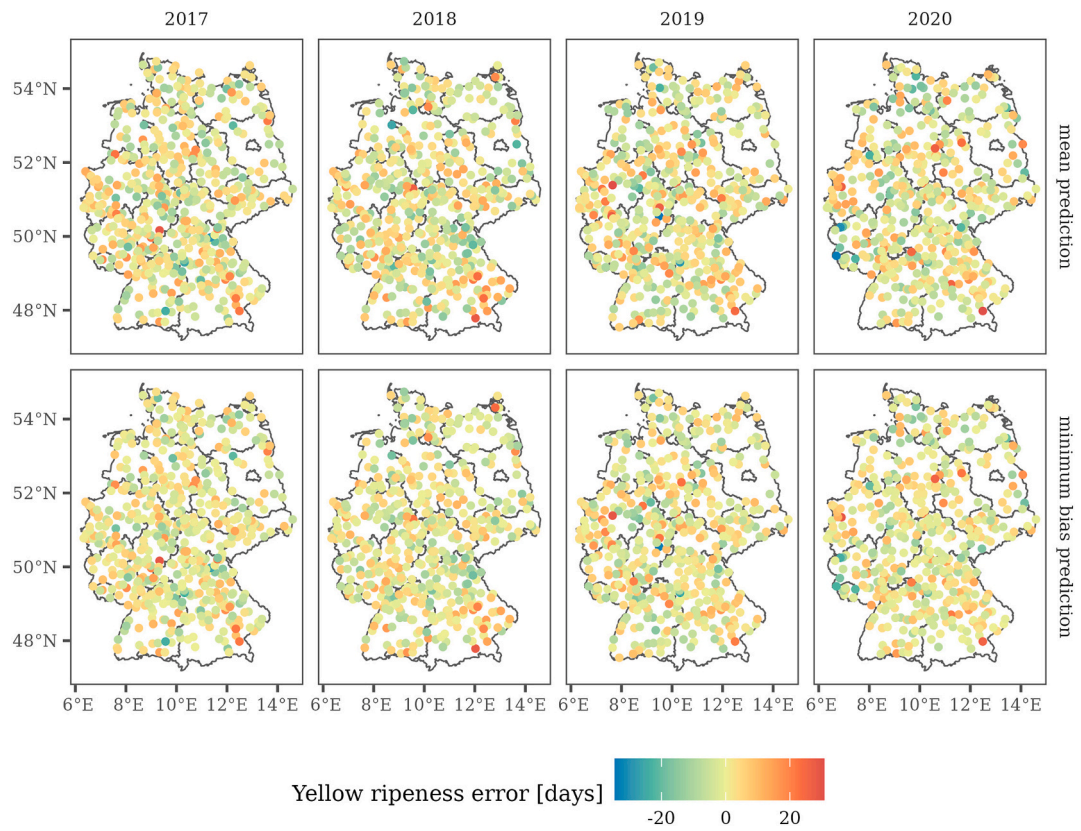 2017 2018 2019 2020
54°N
52°N
50°N
48°N
mean prediction
54°N
52°N
50°N
48°N
minimum bias prediction
6°E 8°E 10°E 12°E 14°E 6°E 8°E 10°E 12°E 14°E 6°E 8°E 10°E 12°E 14°E 6°E 8°E 10°E 12°E 14°E
Yellow ripeness error [days]
-20 0 20